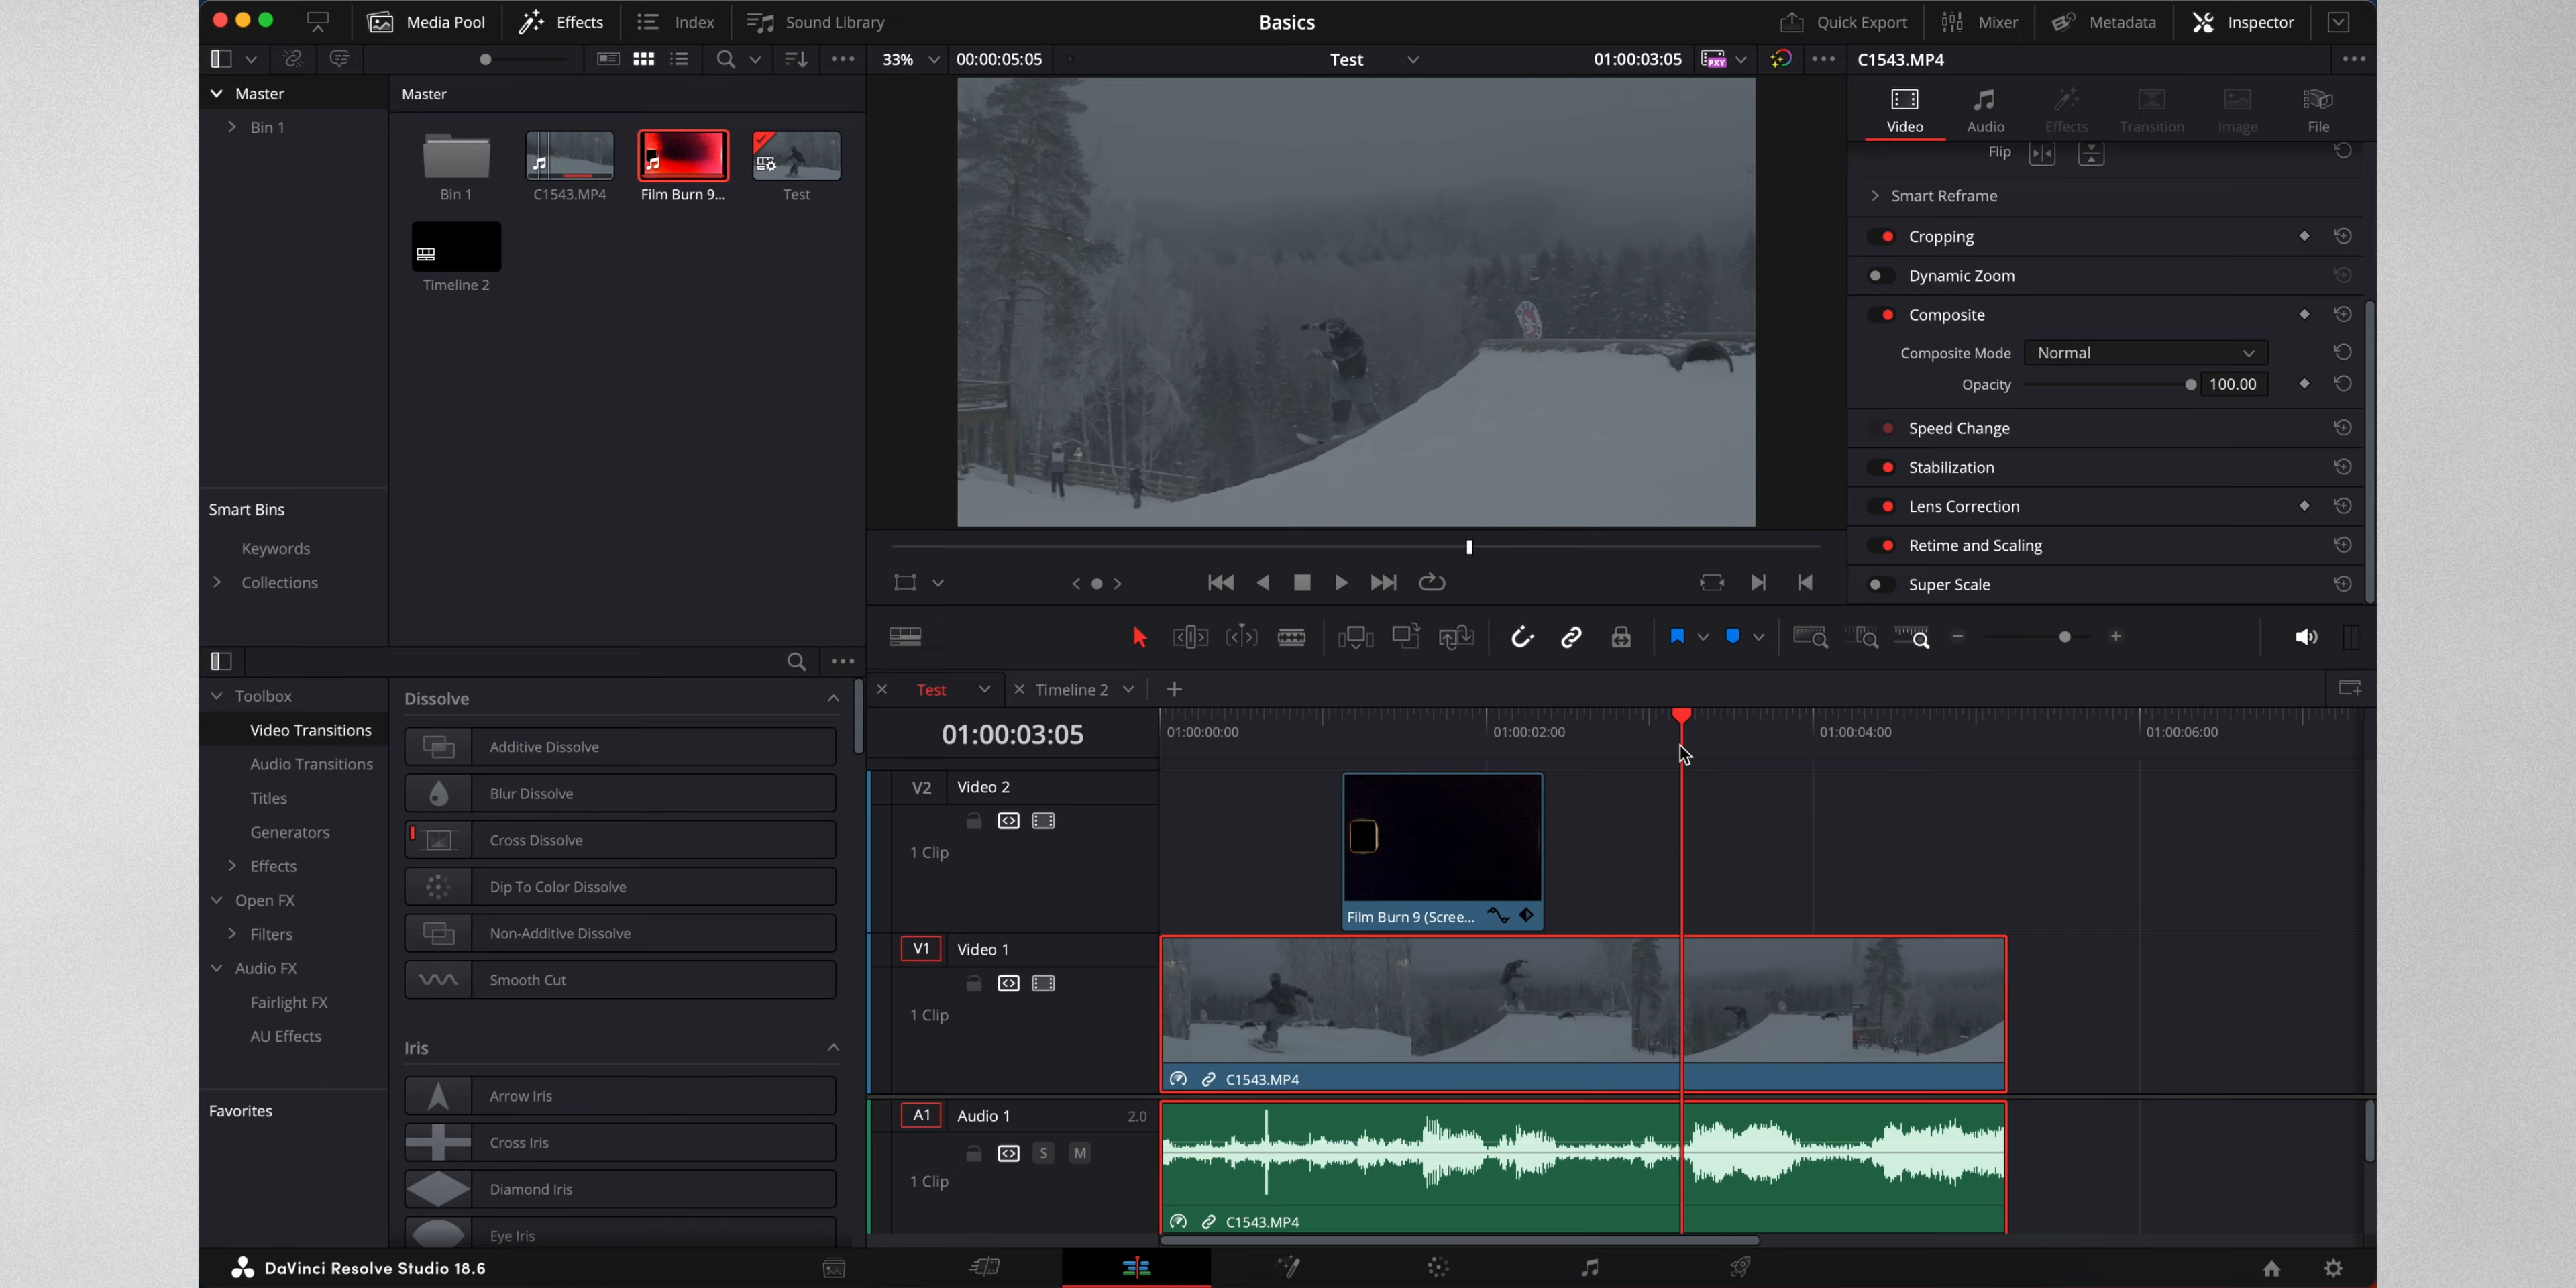 Media Pool
Effects
Index
Sound Library
Basics
Quick Export
Mixer
Metadata
Inspector
33%
00:00:05:05
Test
01:00:03:05
PXY
C1543.MP4
Master
Bin 1
Master
Bin 1
C1543.MP4
Film Burn 9...
Test
Timeline 2
Video
Audio
Effects
Transition
Image
File
Flip
Smart Reframe
Cropping
Dynamic Zoom
Composite
Composite Mode
Normal
Opacity
100.00
Speed Change
Stabilization
Lens Correction
Retime and Scaling
Super Scale
Smart Bins
Keywords
Collections
Toolbox
Video Transitions
Audio Transitions
Titles
Generators
Effects
Open FX
Filters
Audio FX
Fairlight FX
AU Effects
Favorites
Dissolve
Additive Dissolve
Blur Dissolve
Cross Dissolve
Dip To Color Dissolve
Non-Additive Dissolve
Smooth Cut
Iris
Arrow Iris
Cross Iris
Diamond Iris
Eye Iris
Test
Timeline 2
01:00:03:05
01:00:00:00
01:00:02:00
01:00:04:00
01:00:06:00
V2
Video 2
1 Clip
Film Burn 9 (Scree...
V1
Video 1
1 Clip
C1543.MP4
A1
Audio 1
2.0
S
M
1 Clip
C1543.MP4
DaVinci Resolve Studio 18.6